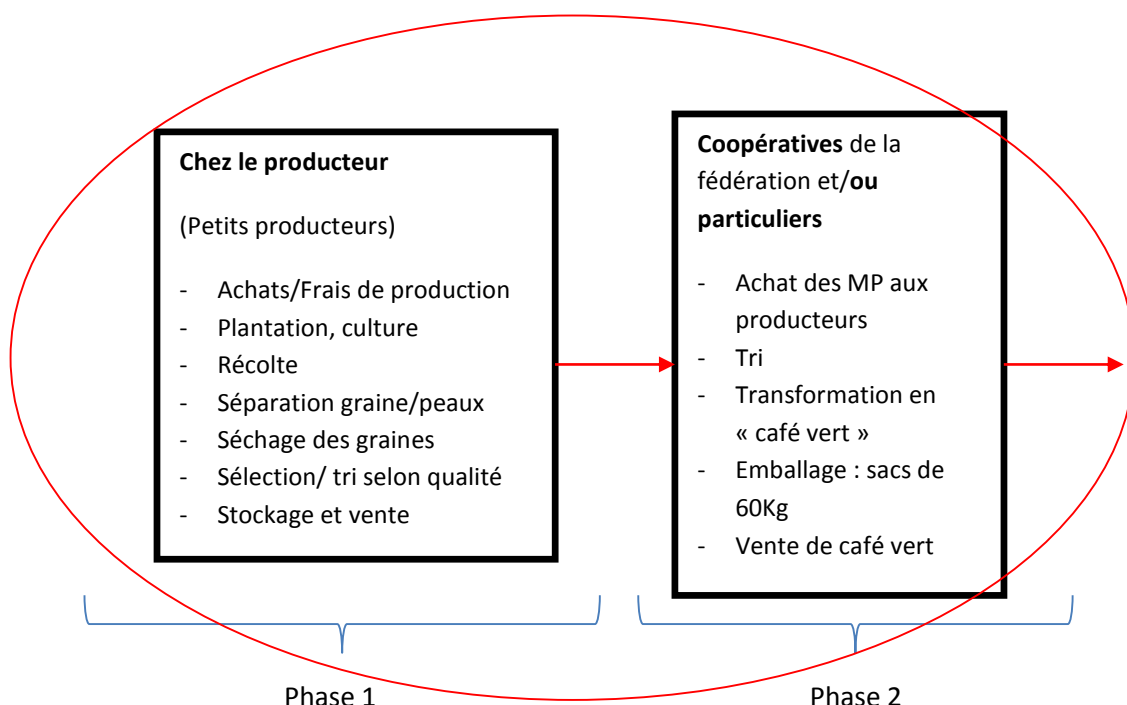 Chez le producteur
(Petits producteurs)
- Achats/Frais de production
- Plantation, culture
- Récolte
- Séparation graine/peaux
- Séchage des graines
- Sélection/ tri selon qualité
- Stockage et vente
Coopératives de la
fédération et/ou
particuliers
- Achat des MP aux
producteurs
- Tri
- Transformation en
« café vert »
- Emballage : sacs de
60Kg
- Vente de café vert
Phase 1
Phase 2